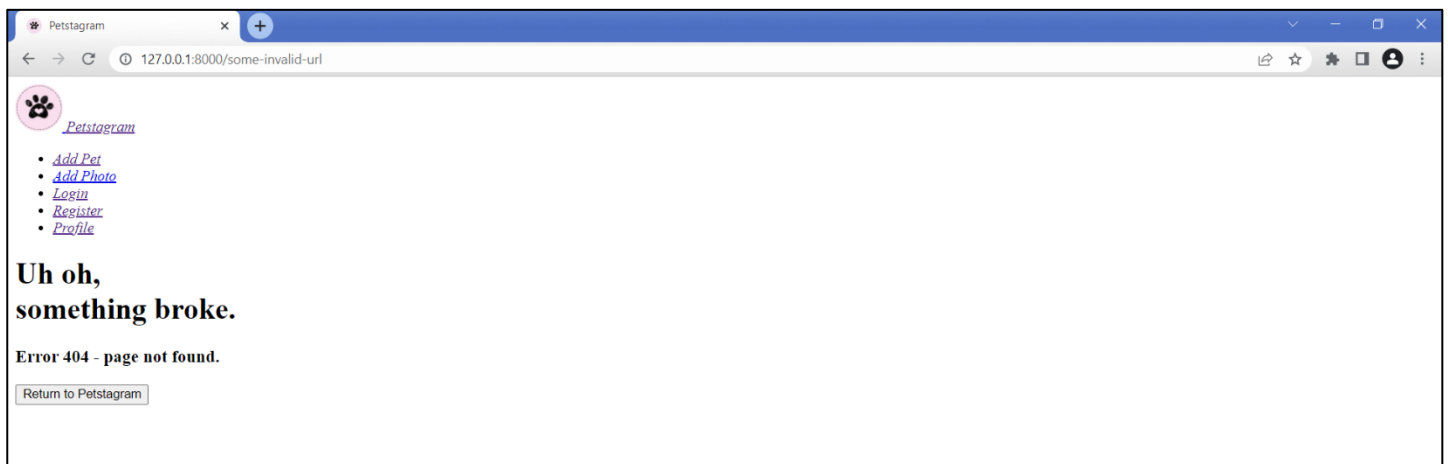 Petstagram
127.0.0.1:8000/some-invalid-url
Petstagram
Add Pet
Add Photo
Login
Register
Profile
Uh oh,
something broke.
Error 404 - page not found.
Return to Petstagram